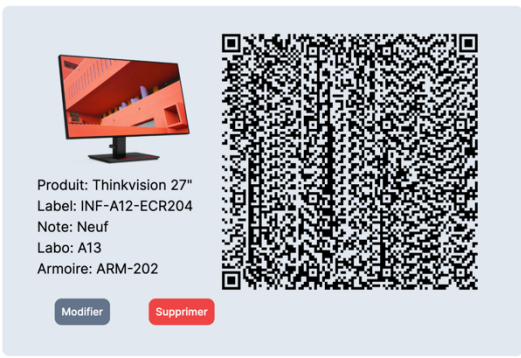 Produit: Thinkvision 27"
Label: INF-A12-ECR204
Note: Neuf
Labo: A13
Armoire: ARM-202
Modifier
Supprimer